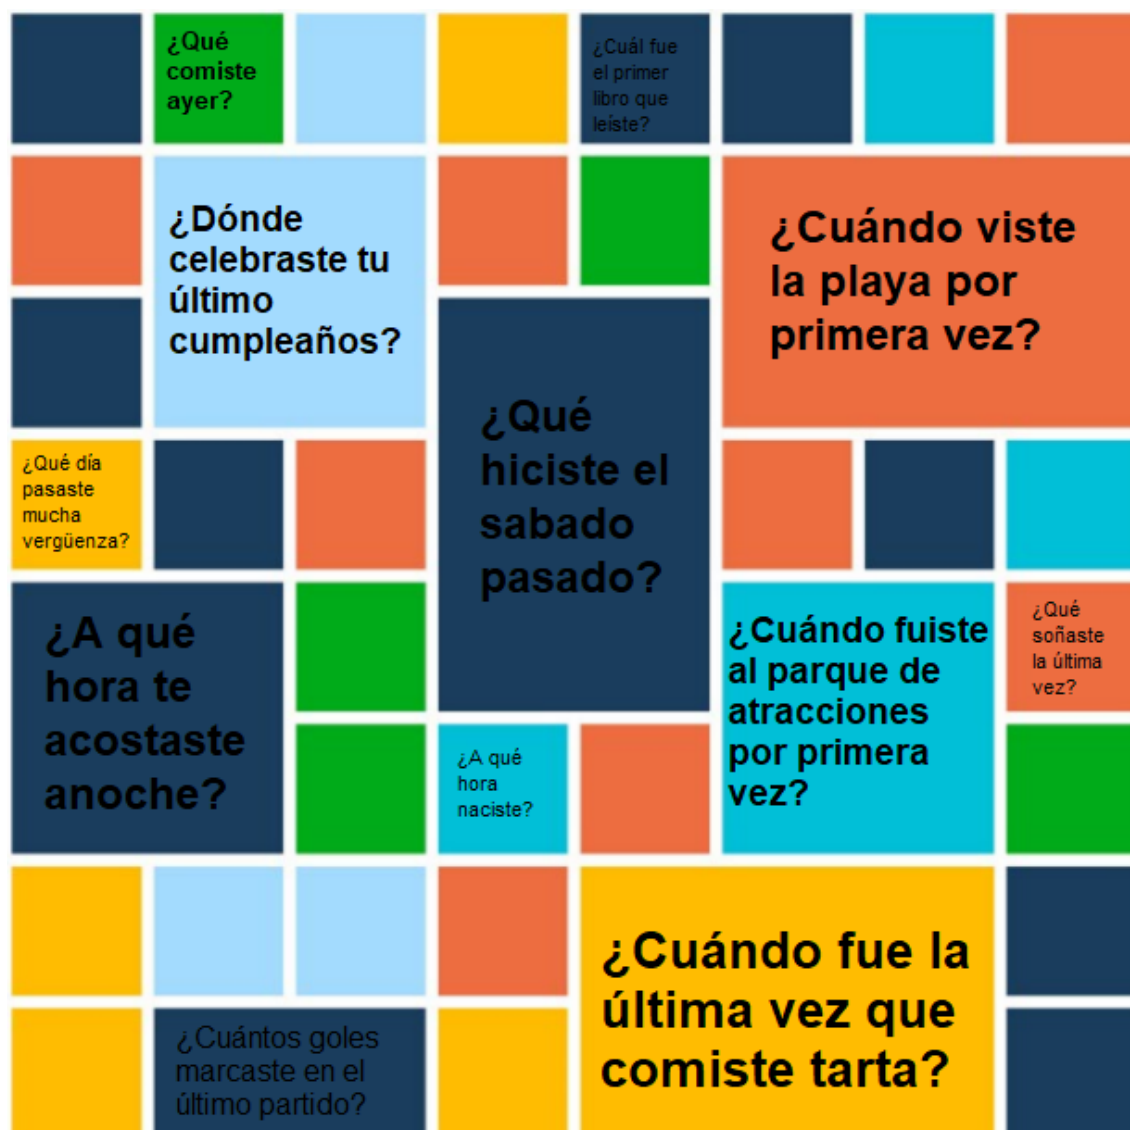 ¿Qué
comiste
ayer?
¿Cuál fue
el primer
libro que
leíste?
¿Dónde
celebraste tu
último
cumpleaños?
¿Cuándo viste
la playa por
primera vez?
¿Qué
hiciste el
sabado
pasado?
¿Qué día
pasaste
mucha
vergüenza?
¿A qué
hora te
acostaste
anoche?
¿Cuándo fuiste
al parque de
atracciones
por primera
vez?
¿Qué
soñaste
la última
vez?
¿A qué
hora
naciste?
¿Cuándo fue la
última vez que
comiste tarta?
¿Cuántos goles
marcaste en el
último partido?